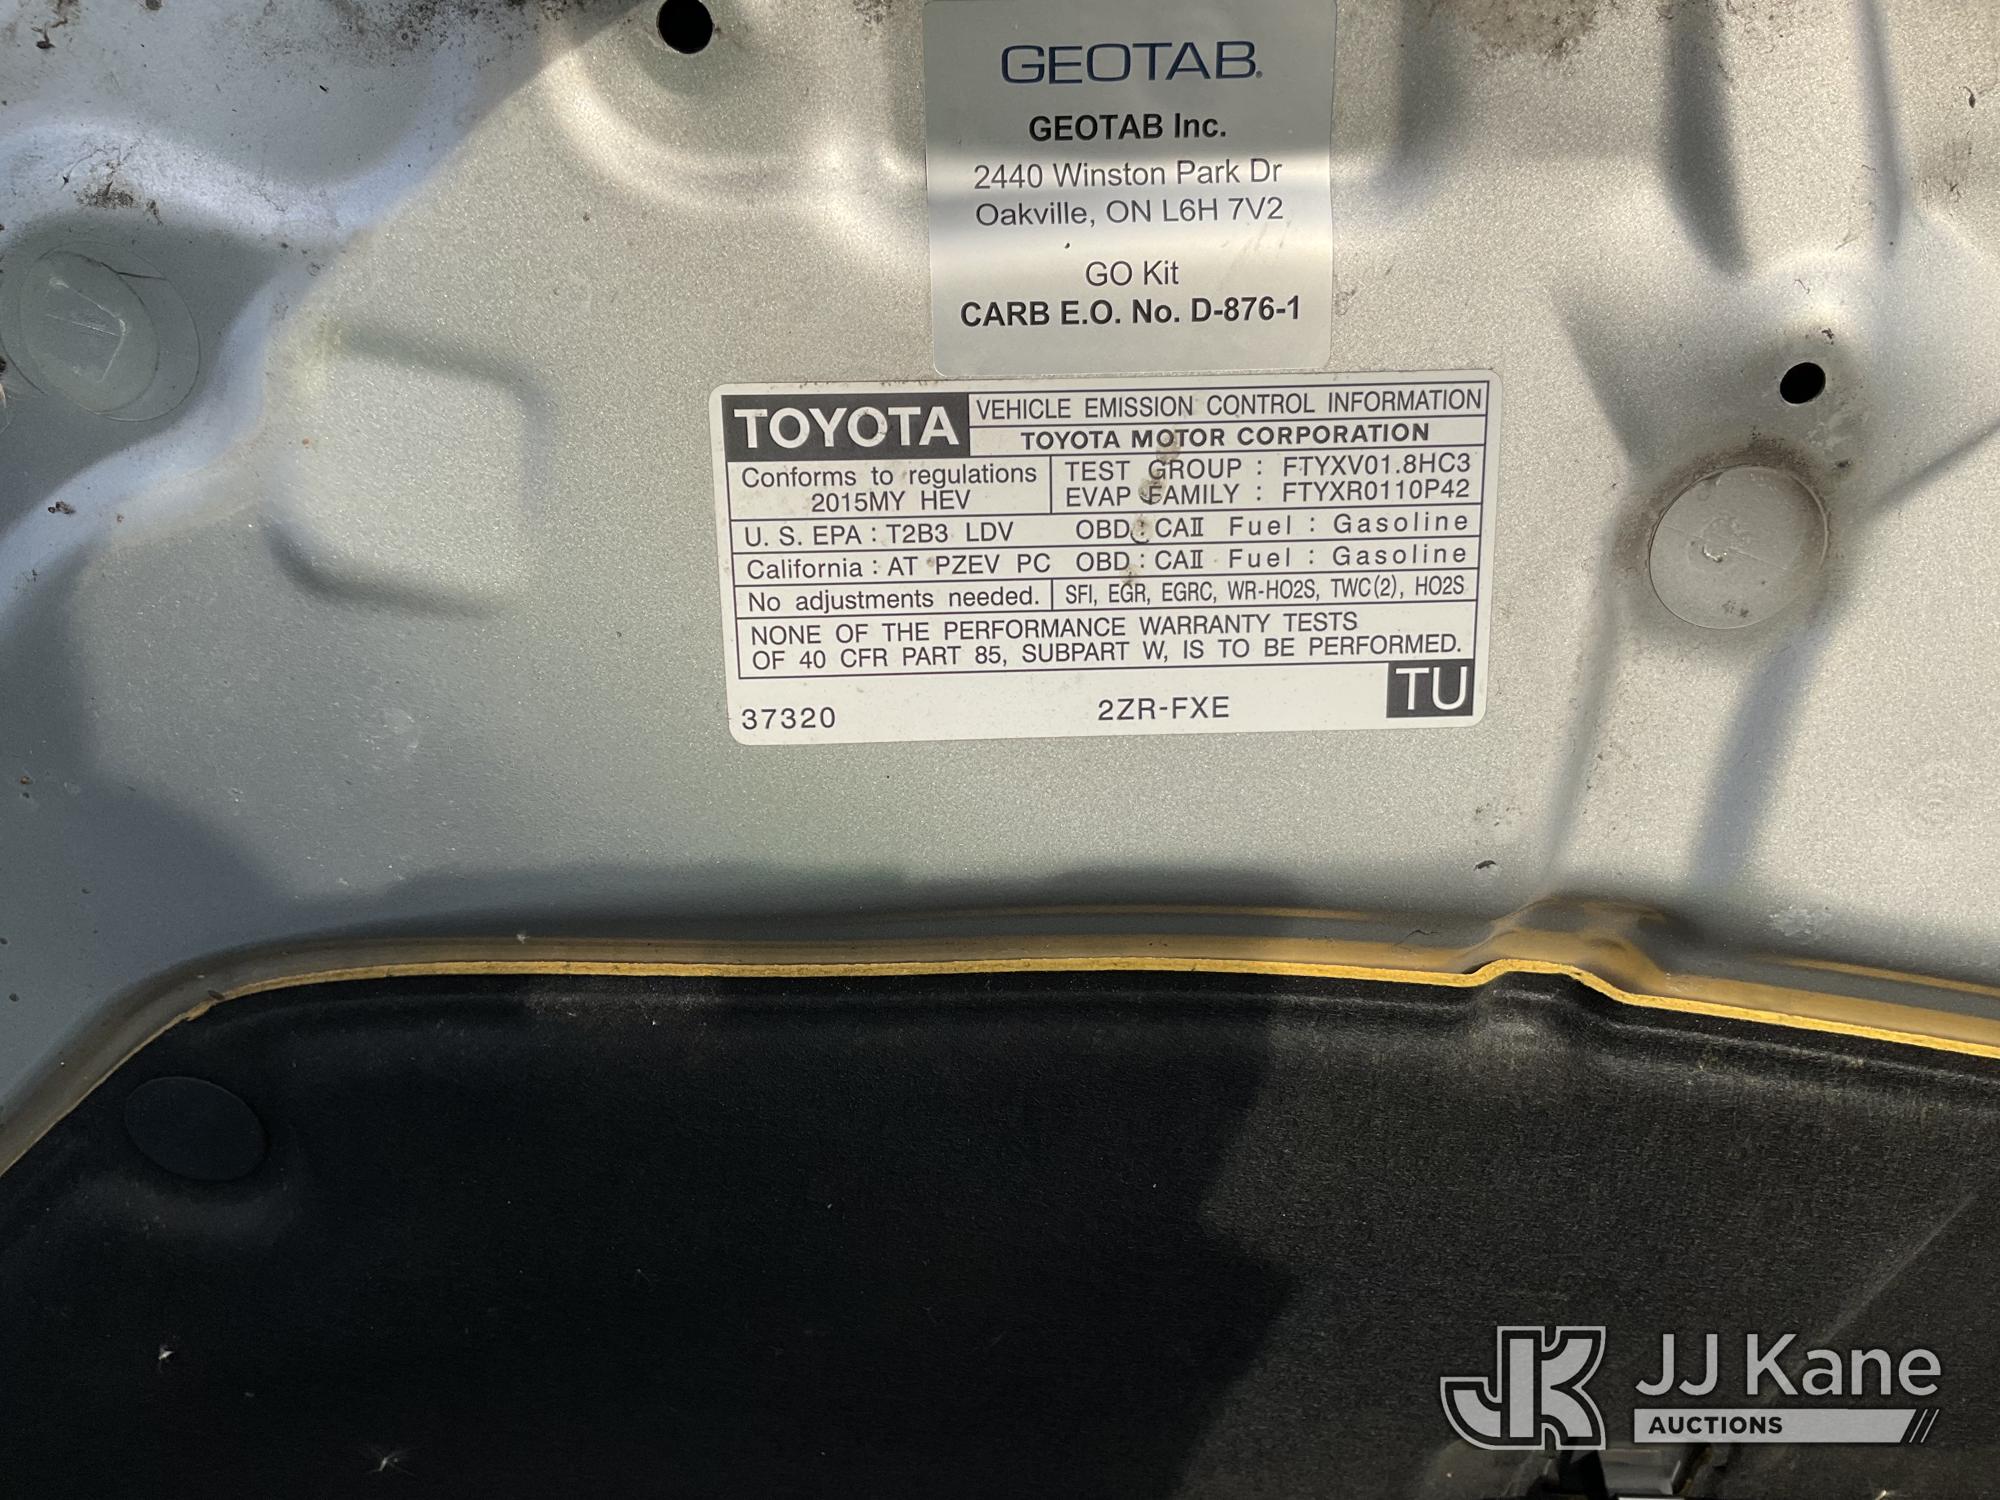 GEOTAB®
GEOTAB Inc.
2440 Winston Park Dr
Oakville, ON L6H 7V2
GO Kit
CARB E.O. No. D-876-1
TOYOTA
VEHICLE EMISSION CONTROL INFORMATION
TOYOTA MOTOR CORPORATION
Conforms to regulations
2015MY HEV
TEST GROUP : FTYXV01.8HC3
EVAP FAMILY : FTYXR0110P42
U. S. EPA : T2B3 LDV OBD : CAⅡ Fuel : Gasoline
California : AT PZEV PC OBD : CAⅡ Fuel : Gasoline
No adjustments needed. SFI, EGR, EGRC, WR-HO2S, TWC(2), HO2S
NONE OF THE PERFORMANCE WARRANTY TESTS
OF 40 CFR PART 85, SUBPART W, IS TO BE PERFORMED.
37320 2ZR-FXE TU
JK JJ Kane
AUCTIONS